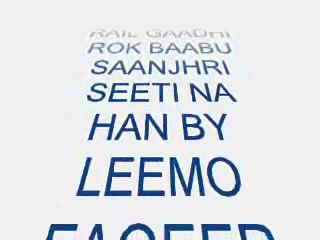 RAIL GAADHI
ROK BAABU
SAANJHRI
SEETI NA
HAN BY
LEEMO